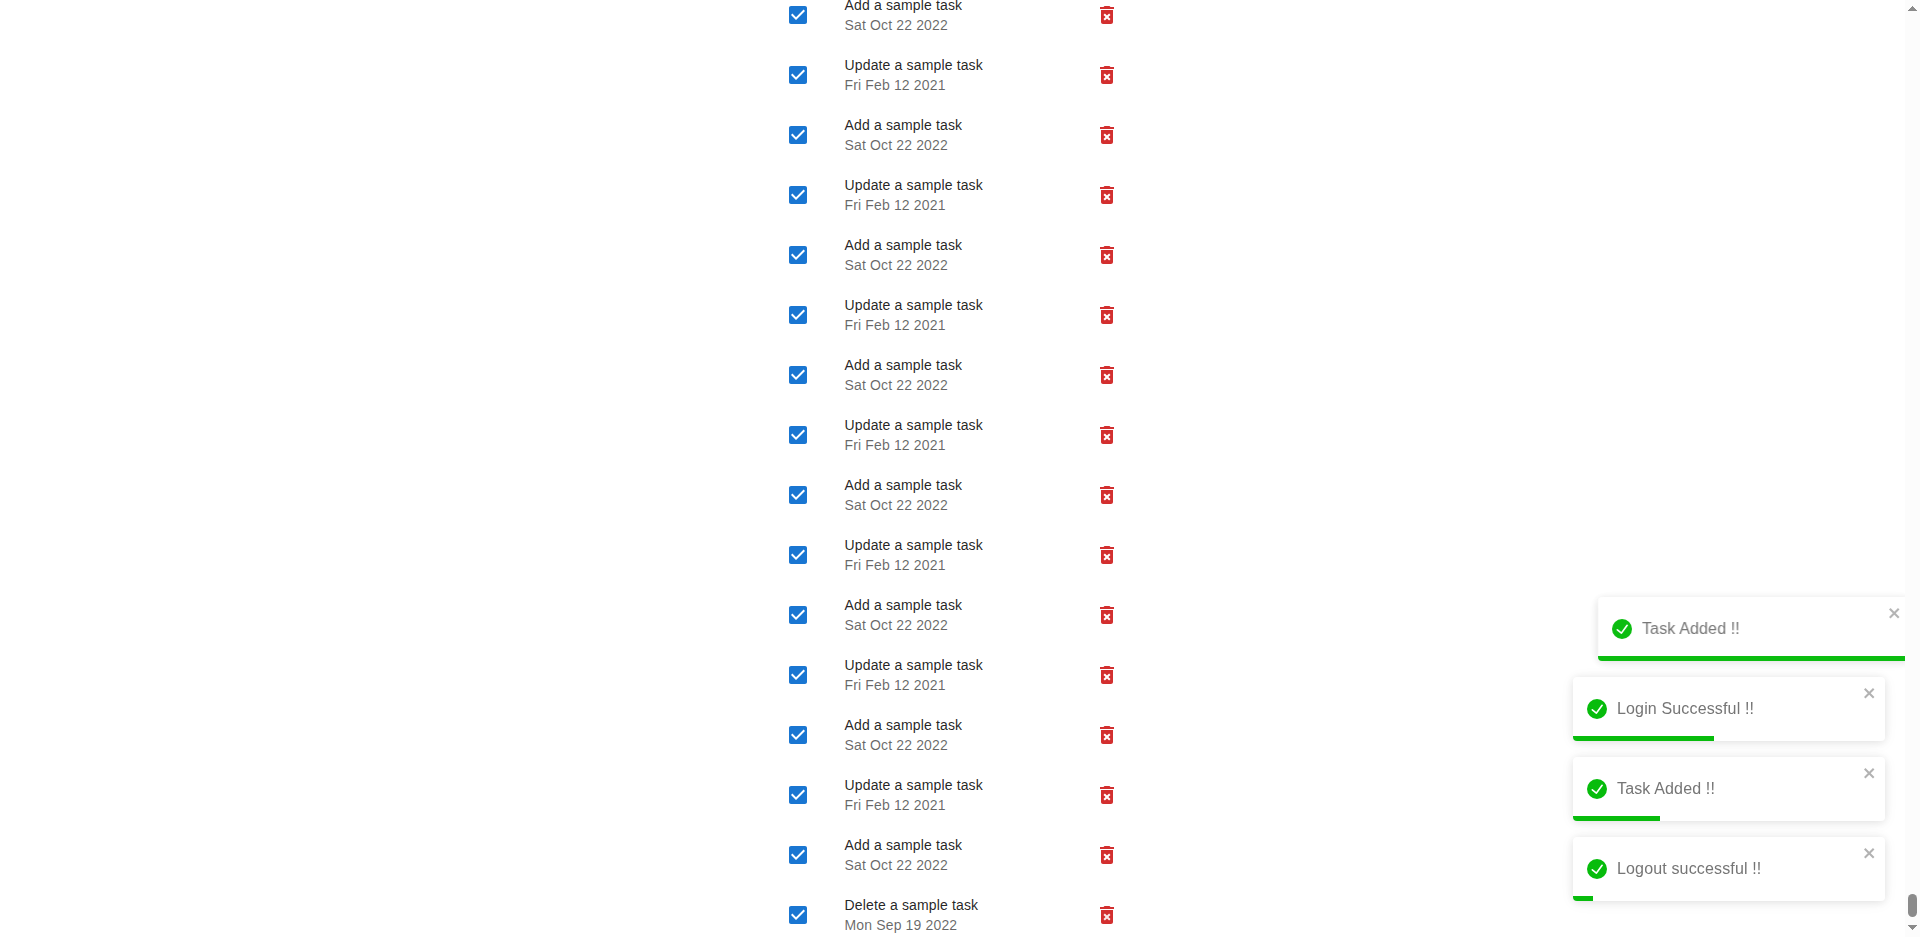 Add a sample task
Sat Oct 22 2022
Update a sample task
Fri Feb 12 2021
Add a sample task
Sat Oct 22 2022
Update a sample task
Fri Feb 12 2021
Add a sample task
Sat Oct 22 2022
Update a sample task
Fri Feb 12 2021
Add a sample task
Sat Oct 22 2022
Update a sample task
Fri Feb 12 2021
Add a sample task
Sat Oct 22 2022
Update a sample task
Fri Feb 12 2021
Add a sample task
Sat Oct 22 2022
Update a sample task
Fri Feb 12 2021
Add a sample task
Sat Oct 22 2022
Update a sample task
Fri Feb 12 2021
Add a sample task
Sat Oct 22 2022
Delete a sample task
Mon Sep 19 2022
Task Added !!
Login Successful !!
Task Added !!
Logout successful !!